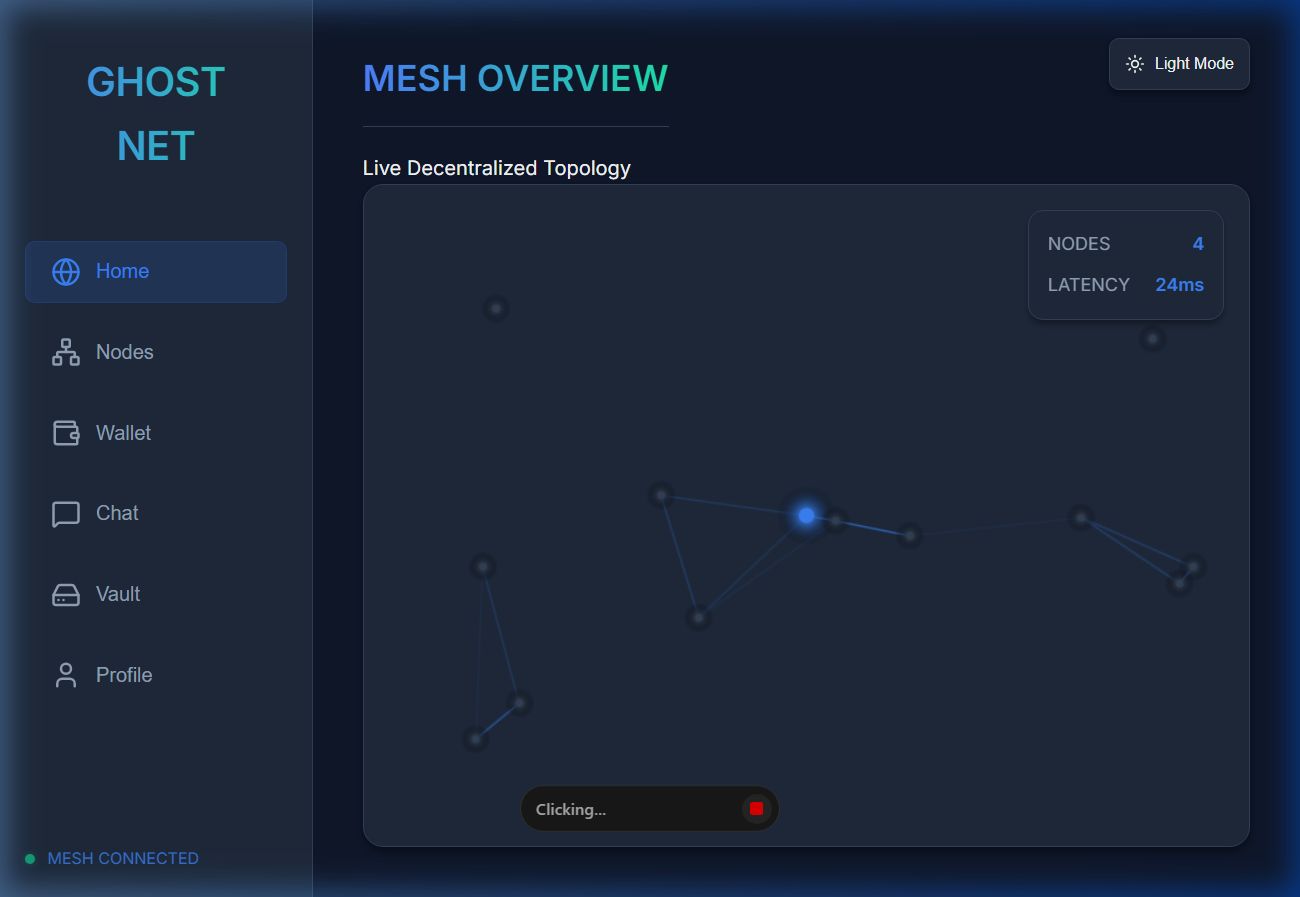 GHOST
NET
Home
Nodes
Wallet
Chat
Vault
Profile
MESH CONNECTED
MESH OVERVIEW
Light Mode
Live Decentralized Topology
NODES 4
LATENCY 24ms
Clicking...